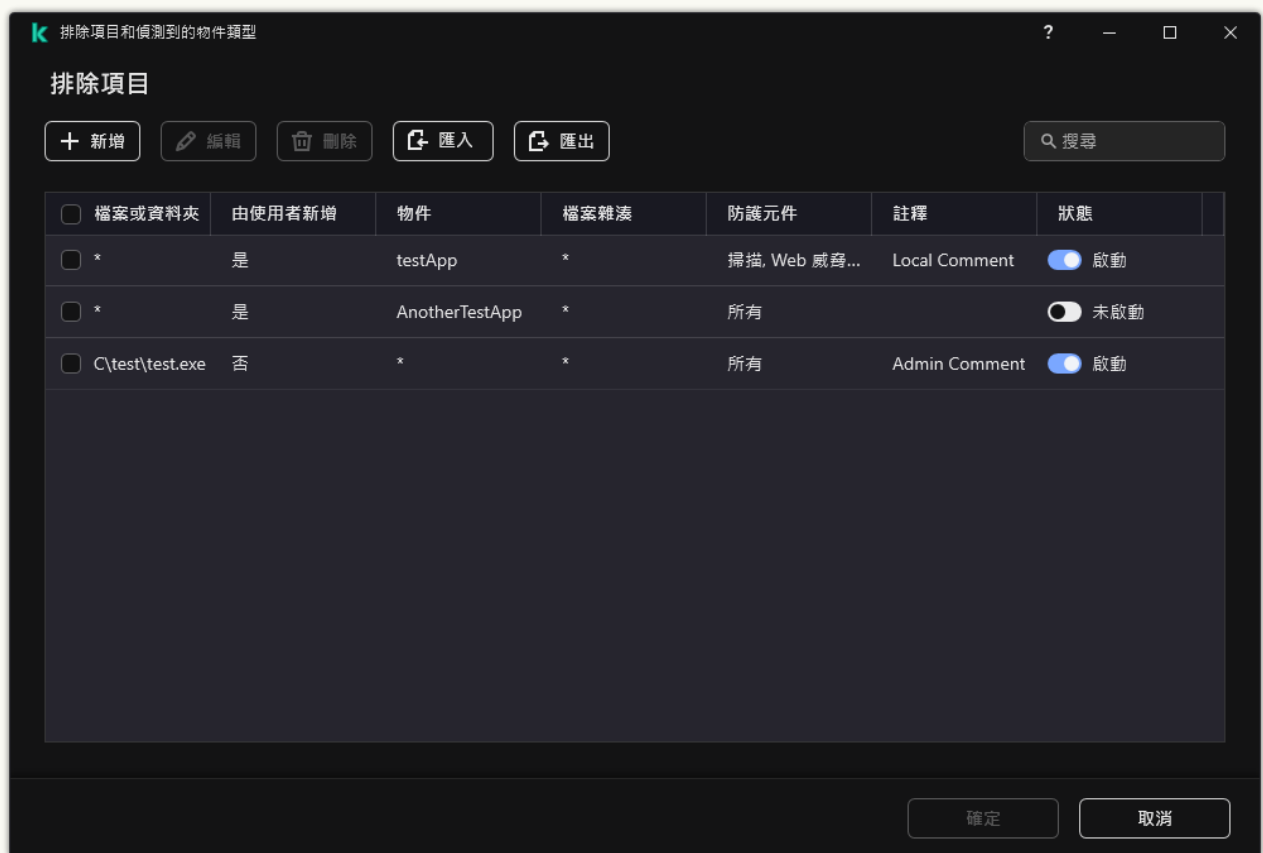 排除項目和偵測到的物件類型 ?
排除項目
新增 編輯 刪除 匯入 匯出 搜尋
檔案或資料夾 由使用者新增 物件 檔案雜湊 防護元件 註釋 狀態
* 是 testApp * 掃描, Web 威脅... Local Comment 啟動
* 是 AnotherTestApp * 所有 未啟動
C\test\test.exe 否 * * 所有 Admin Comment 啟動
確定 取消